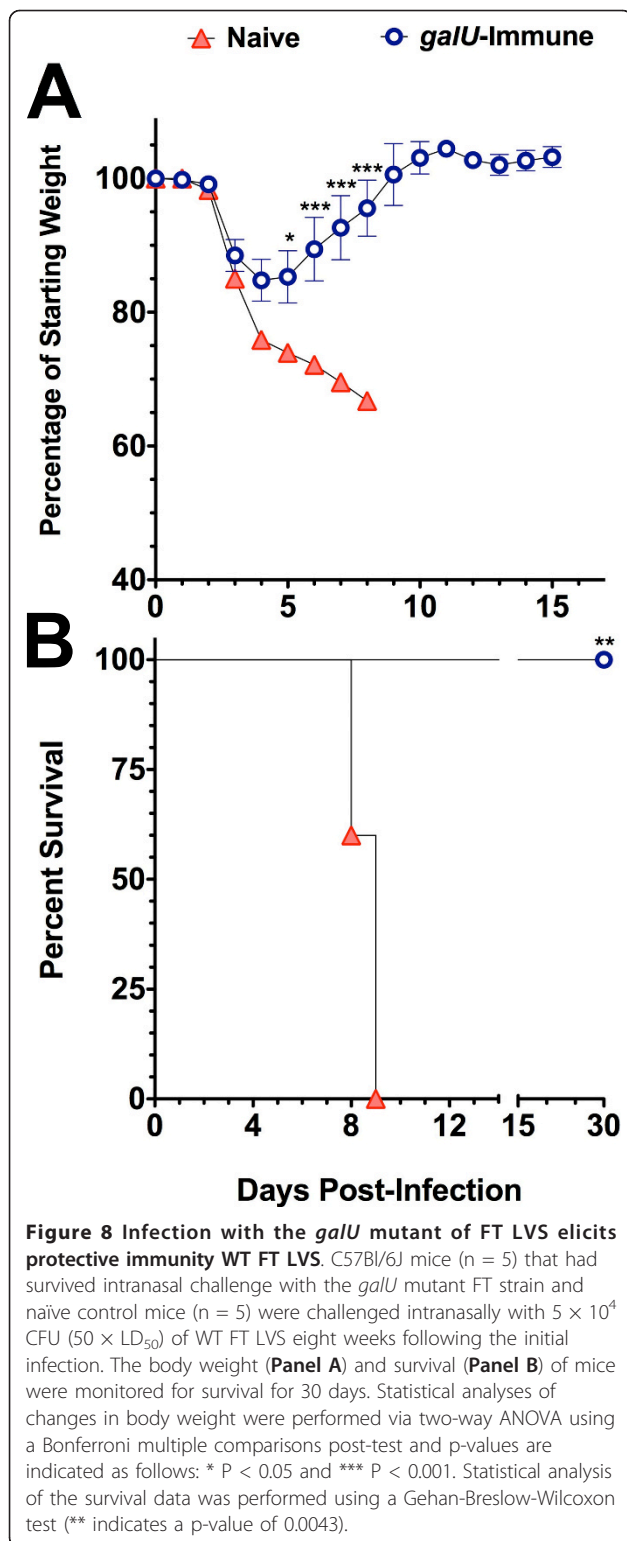 Naive galU-Immune
A
Percentage of Starting Weight
100
80
60
40
* *** *** ***
0 5 10 15
B
Percent Survival
100
75
50
25
0
**
0 4 8 12 15 30
Days Post-Infection
Figure 8 Infection with the galU mutant of FT LVS elicits
protective immunity WT FT LVS. C57Bl/6J mice (n = 5) that had
survived intranasal challenge with the galU mutant FT strain and
naïve control mice (n = 5) were challenged intranasally with 5 × 10⁴
CFU (50 × LD₅₀) of WT FT LVS eight weeks following the initial
infection. The body weight (Panel A) and survival (Panel B) of mice
were monitored for survival for 30 days. Statistical analyses of
changes in body weight were performed via two-way ANOVA using
a Bonferroni multiple comparisons post-test and p-values are
indicated as follows: * P < 0.05 and *** P < 0.001. Statistical analysis
of the survival data was performed using a Gehan-Breslow-Wilcoxon
test (** indicates a p-value of 0.0043).